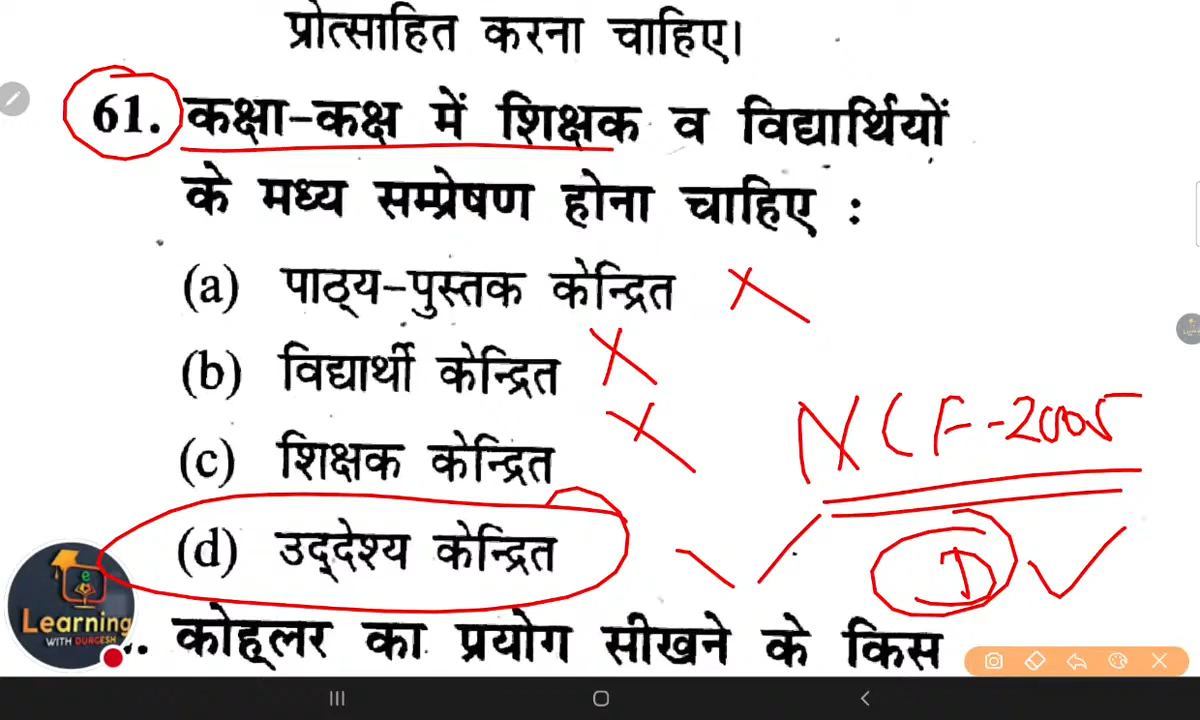 प्रोत्साहित करना चाहिए।
61. कक्षा-कक्ष में शिक्षक व विद्यार्थियों
के मध्य सम्प्रेषण होना चाहिए :
(a) पाठ्य-पुस्तक केन्द्रित
(b) विद्यार्थी केन्द्रित
(c) शिक्षक केन्द्रित
NCF-2005
(d) उद्देश्य केन्द्रित
D
e
Learning
WITH DURGESH
कोह्लर का प्रयोग सीखने के किस